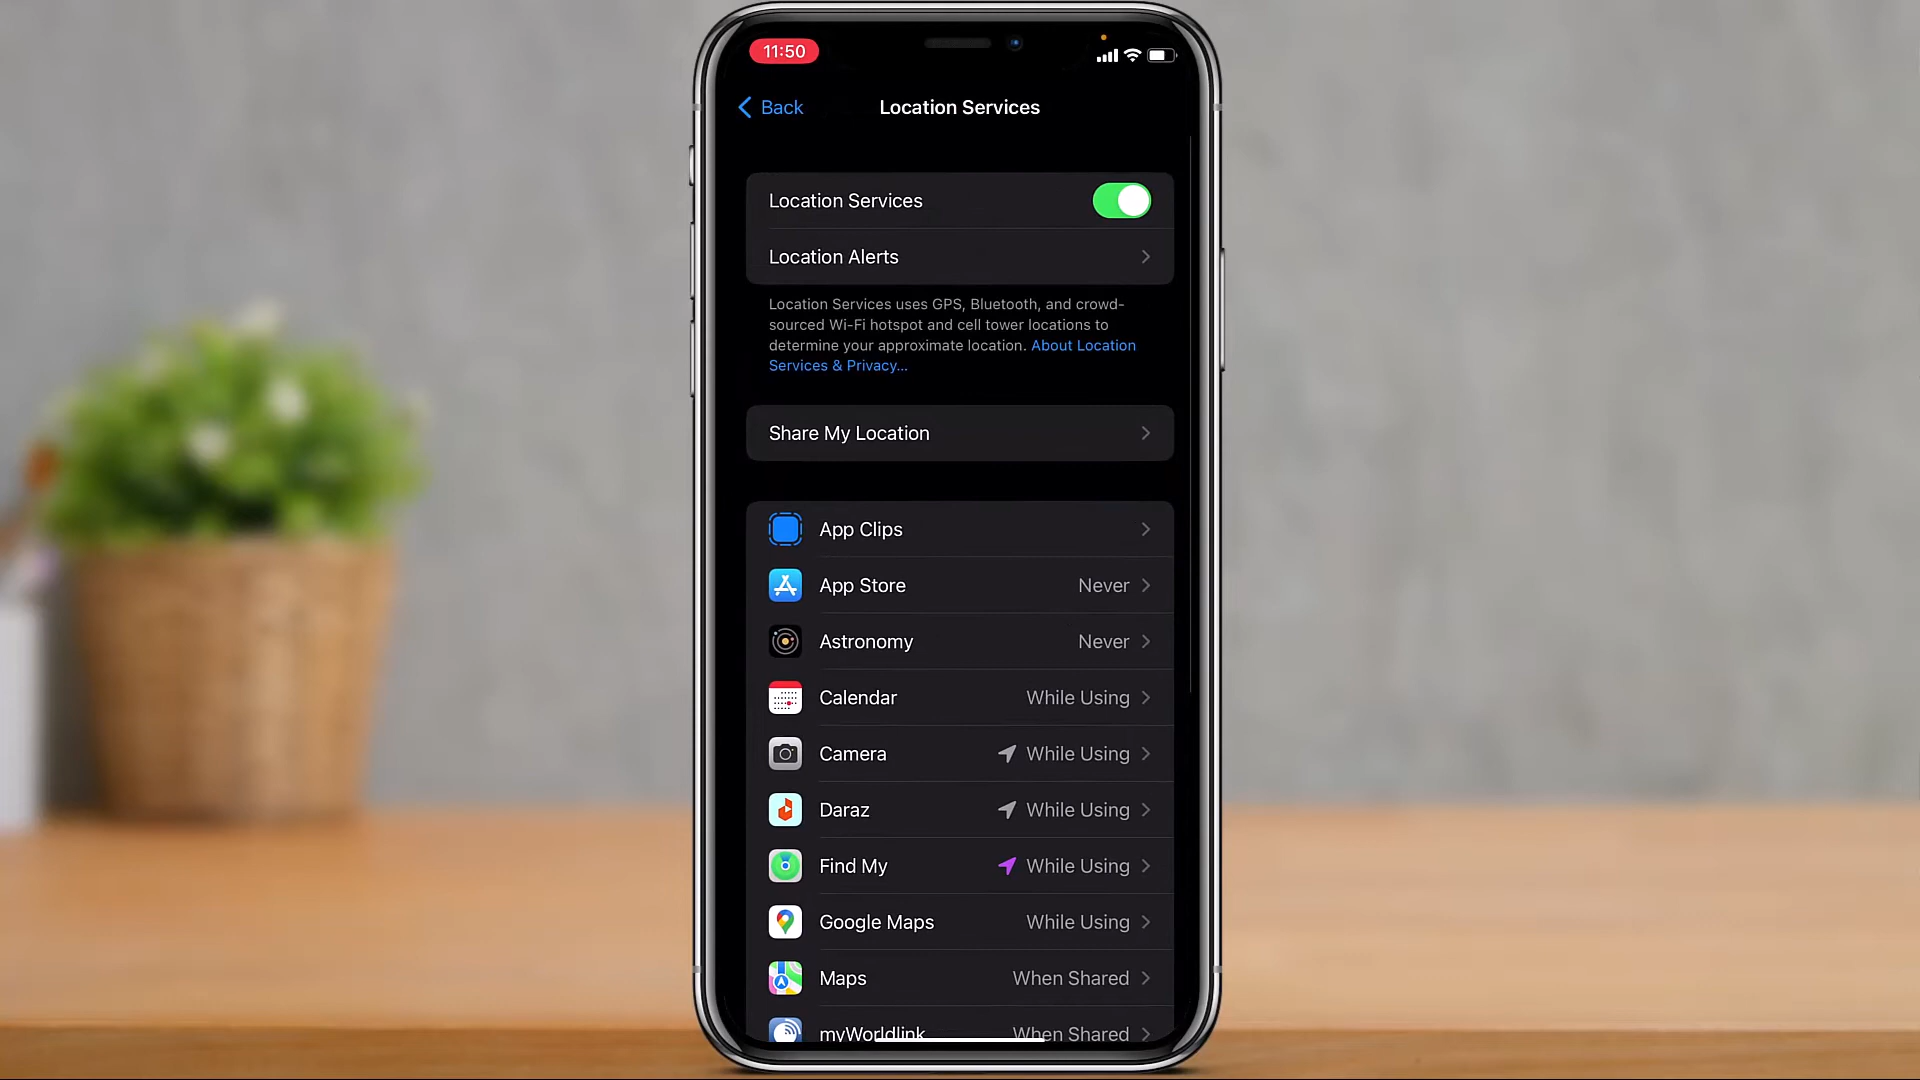 11:50
Back
Location Services
Location Services
Location Alerts
Location Services uses GPS, Bluetooth, and crowd-
sourced Wi-Fi hotspot and cell tower locations to
determine your approximate location. About Location
Services & Privacy...
Share My Location
App Clips
App Store Never
Astronomy Never
Calendar While Using
Camera While Using
Daraz While Using
Find My While Using
Google Maps While Using
Maps When Shared
myWorldlink When Shared